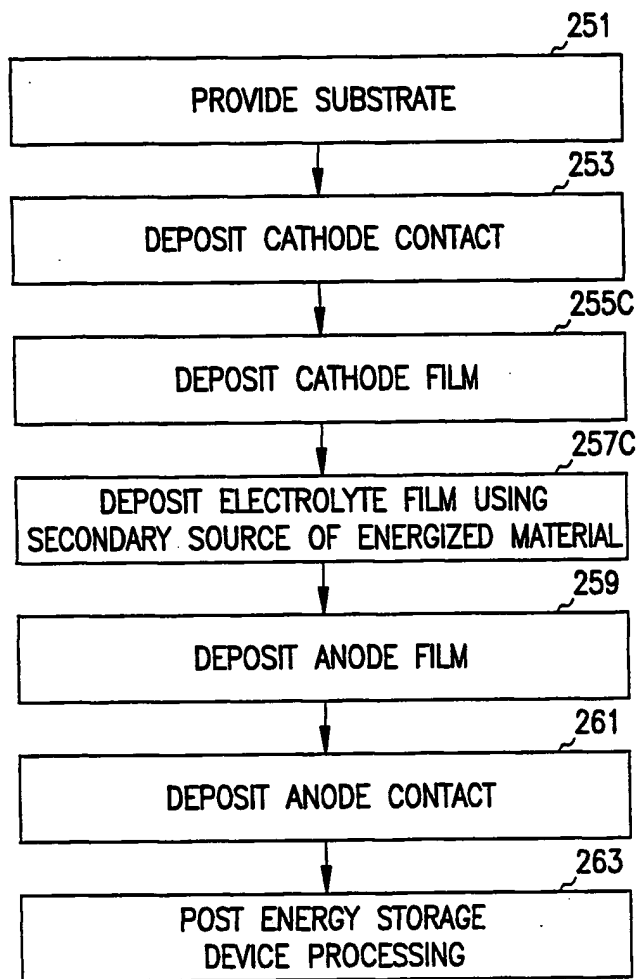 251
PROVIDE SUBSTRATE
253
DEPOSIT CATHODE CONTACT
255C
DEPOSIT CATHODE FILM
257C
DEPOSIT ELECTROLYTE FILM USING
SECONDARY SOURCE OF ENERGIZED MATERIAL
259
DEPOSIT ANODE FILM
261
DEPOSIT ANODE CONTACT
263
POST ENERGY STORAGE
DEVICE PROCESSING